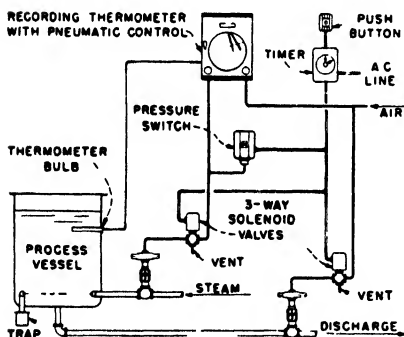 RECORDING THERMOMETER
WITH PNEUMATIC CONTROL
PUSH
BUTTON
TIMER
A C
LINE
AIR
PRESSURE
SWITCH
THERMOMETER
BULB
3-WAY
SOLENOID
VALVES
PROCESS
VESSEL
VENT
STEAM
VENT
TRAP
DISCHARGE